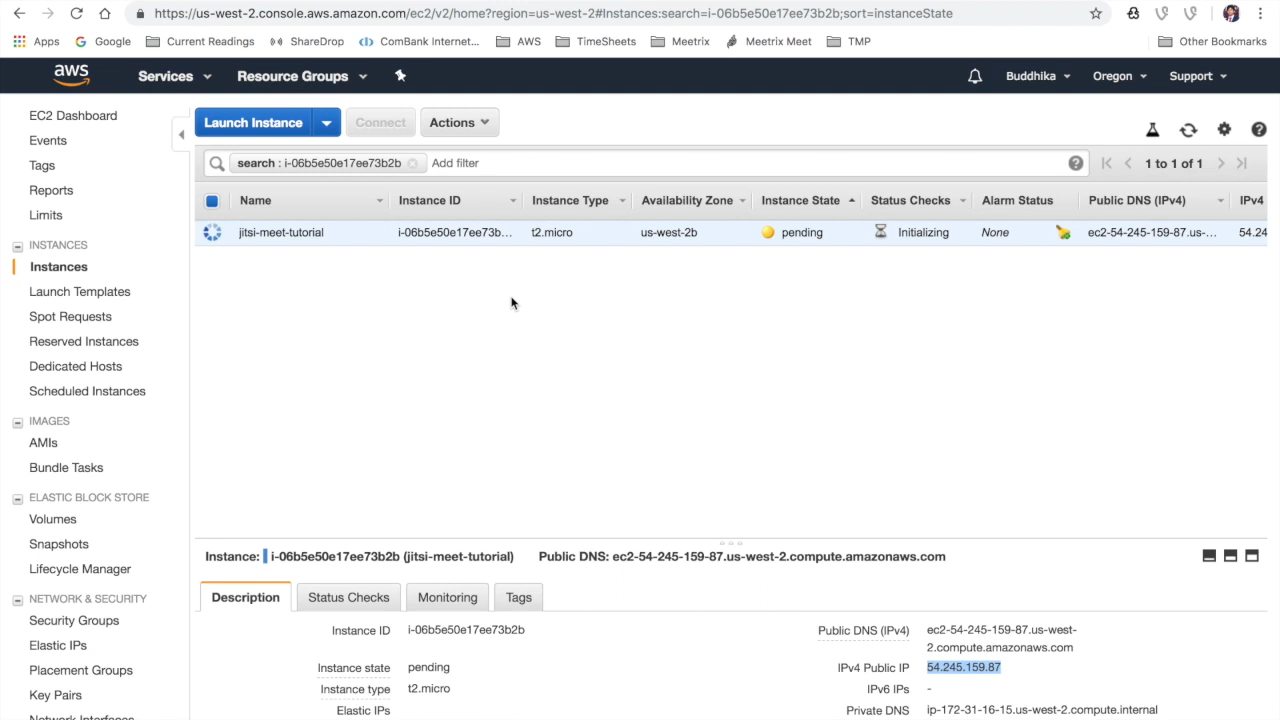 https://us-west-2.console.aws.amazon.com/ec2/v2/home?region=us-west-2#Instances:search=i-06b5e50e17ee73b2b;sort=instanceState
Apps Google Current Readings ShareDrop ComBank Internet... AWS TimeSheets Meetrix Meetrix Meet TMP Other Bookmarks
aws Services Resource Groups Buddhika Oregon Support
EC2 Dashboard
Events
Tags
Reports
Limits
INSTANCES
Instances
Launch Templates
Spot Requests
Reserved Instances
Dedicated Hosts
Scheduled Instances
IMAGES
AMIs
Bundle Tasks
ELASTIC BLOCK STORE
Volumes
Snapshots
Lifecycle Manager
NETWORK & SECURITY
Security Groups
Elastic IPs
Placement Groups
Key Pairs
Network Interfaces
Launch Instance Connect Actions
search : i-06b5e50e17ee73b2b Add filter 1 to 1 of 1
Name Instance ID Instance Type Availability Zone Instance State Status Checks Alarm Status Public DNS (IPv4) IPv4
jitsi-meet-tutorial i-06b5e50e17ee73b... t2.micro us-west-2b pending Initializing None ec2-54-245-159-87.us-... 54.24
Instance: i-06b5e50e17ee73b2b (jitsi-meet-tutorial) Public DNS: ec2-54-245-159-87.us-west-2.compute.amazonaws.com
Description Status Checks Monitoring Tags
Instance ID i-06b5e50e17ee73b2b
Instance state pending
Instance type t2.micro
Elastic IPs
Public DNS (IPv4) ec2-54-245-159-87.us-west-
2.compute.amazonaws.com
IPv4 Public IP 54.245.159.87
IPv6 IPs -
Private DNS ip-172-31-16-15.us-west-2.compute.internal